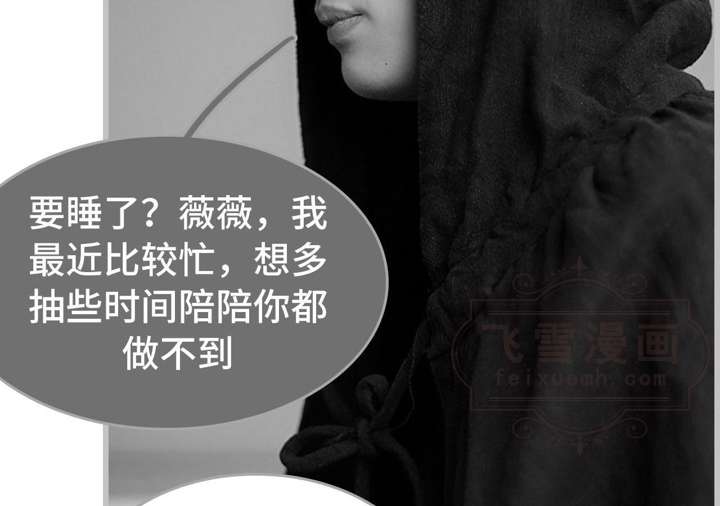 要睡了？薇薇，我
最近比较忙，想多
抽些时间陪陪你都
做不到
飞雪漫画
feixuemh.com